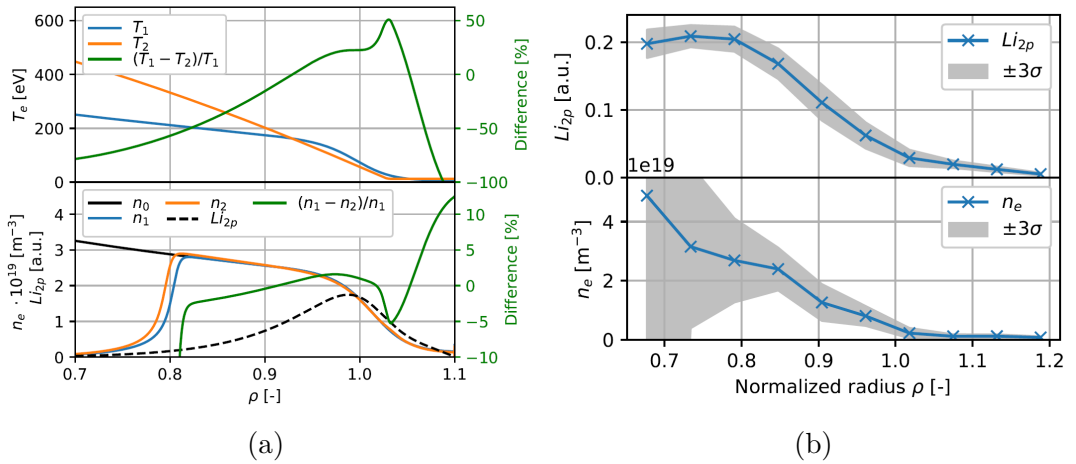 600
400
200
0
T_e [eV]
T_1
T_2
(T_1 − T_2)/T_1
50
0
−50
−100
Difference [%]
4
3
2
1
0
n_e · 10^19 [m^−3]
Li_2p [a.u.]
n_0
n_1
n_2
Li_2p
(n_1 − n_2)/n_1
10
5
0
−5
−10
Difference [%]
0.7 0.8 0.9 1.0 1.1
ρ [-]
(a)
0.2
0.1
0.0
Li_2p [a.u.]
Li_2p
±3σ
1e19
4
2
0
n_e [m^−3]
n_e
±3σ
0.7 0.8 0.9 1.0 1.1 1.2
Normalized radius ρ [-]
(b)